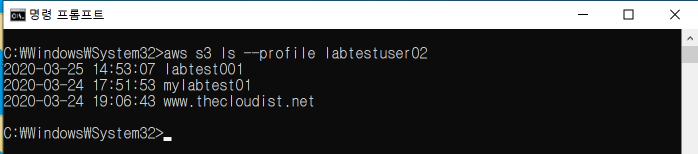 명령 프롬프트
C:₩Windows₩System32>aws s3 ls --profile labtestuser02
2020-03-25 14:53:07 labtest001
2020-03-24 17:51:53 mylabtest01
2020-03-24 19:06:43 www.thecloudist.net
C:₩Windows₩System32>